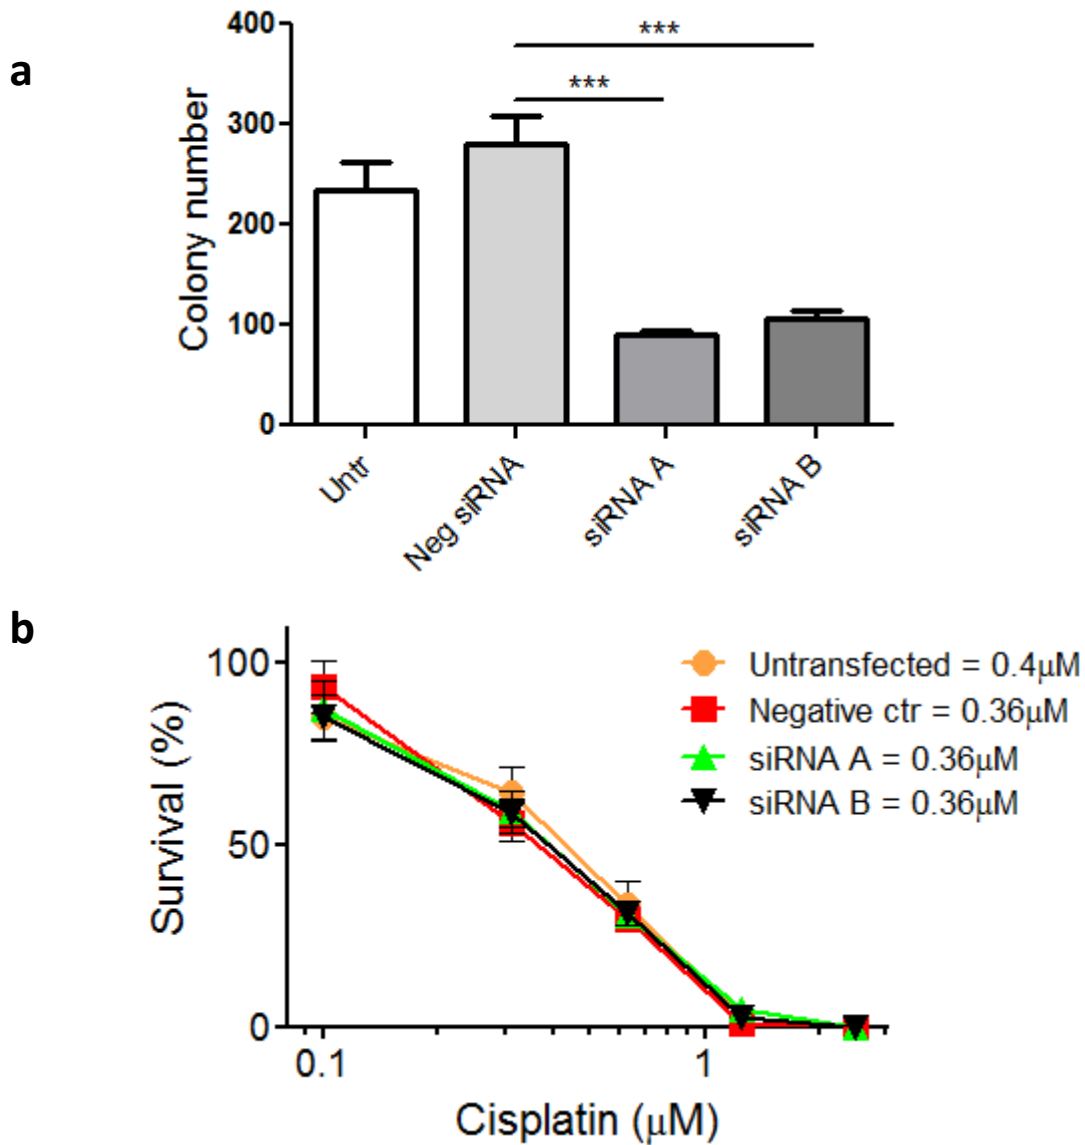 a
400
300
200
100
0
Colony number
***
***
Untr
Neg siRNA
siRNA A
siRNA B
b
100
50
0
Survival (%)
Untransfected = 0.4μM
Negative ctr = 0.36μM
siRNA A = 0.36μM
siRNA B = 0.36μM
0.1
1
Cisplatin (μM)